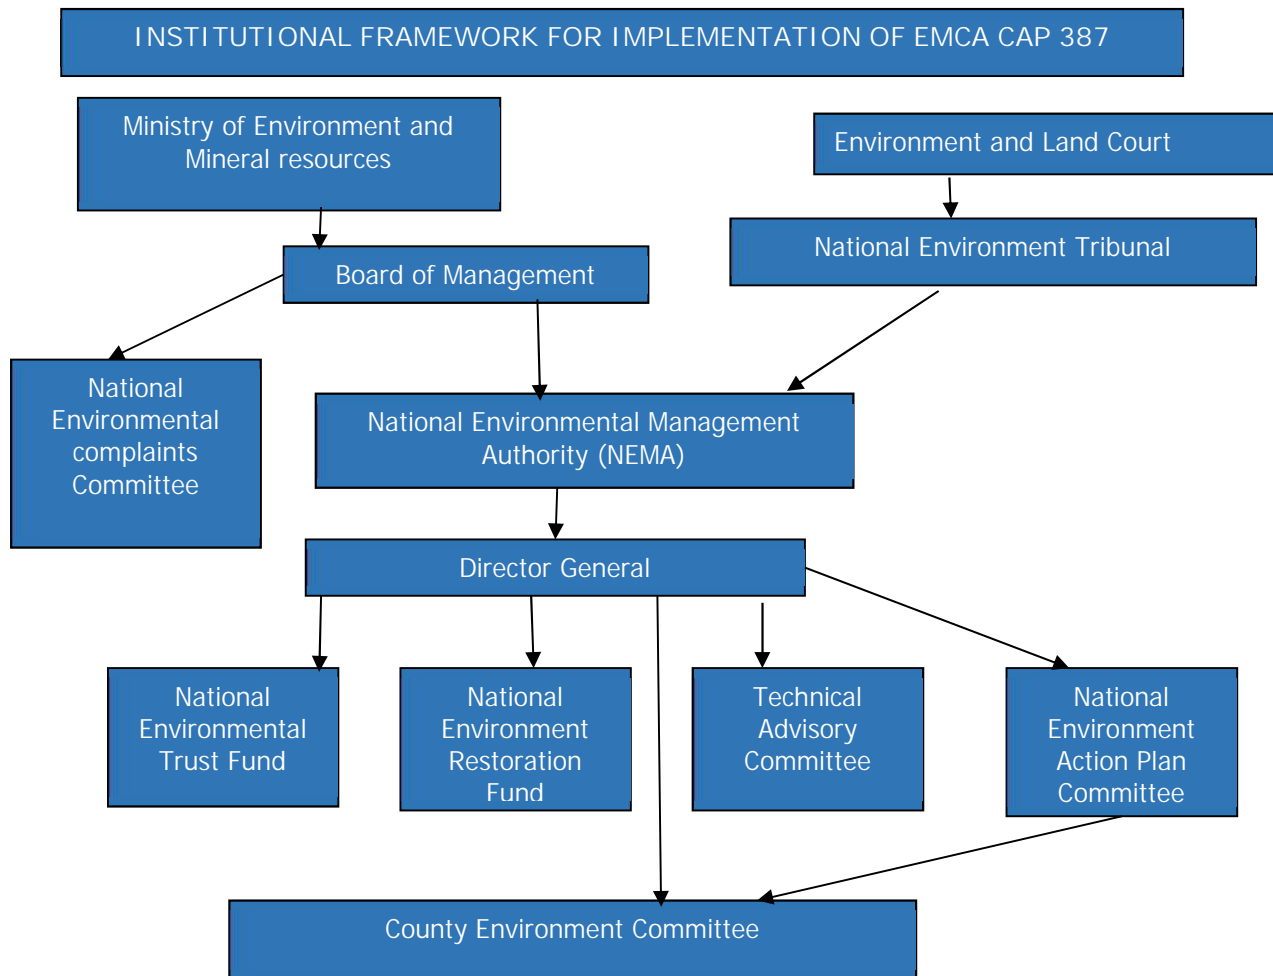 INSTITUTIONAL FRAMEWORK FOR IMPLEMENTATION OF EMCA CAP 387
Ministry of Environment and
Mineral resources
Environment and Land Court
National Environment Tribunal
Board of Management
National
Environmental
complaints
Committee
National Environmental Management
Authority (NEMA)
Director General
National
Environmental
Trust Fund
National
Environment
Restoration
Fund
Technical
Advisory
Committee
National
Environment
Action Plan
Committee
County Environment Committee